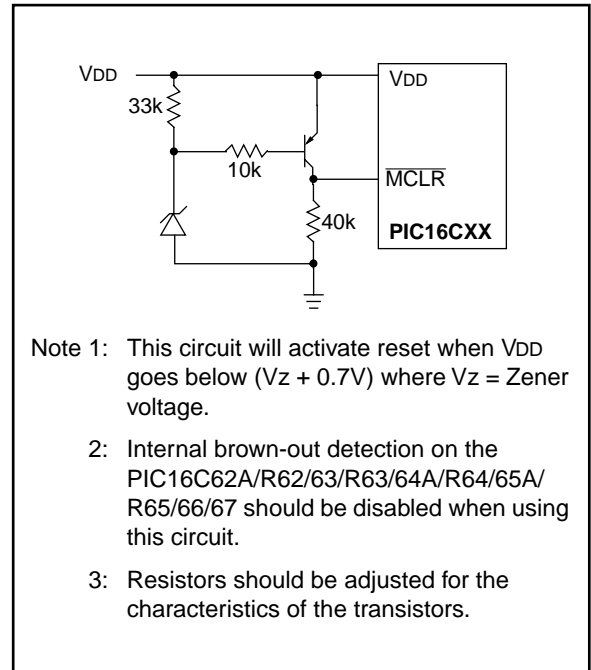 VDD
VDD
33k
10k
MCLR
40k
PIC16CXX
Note 1: This circuit will activate reset when VDD
goes below (Vz + 0.7V) where Vz = Zener
voltage.
2: Internal brown-out detection on the
PIC16C62A/R62/63/R63/64A/R64/65A/
R65/66/67 should be disabled when using
this circuit.
3: Resistors should be adjusted for the
characteristics of the transistors.